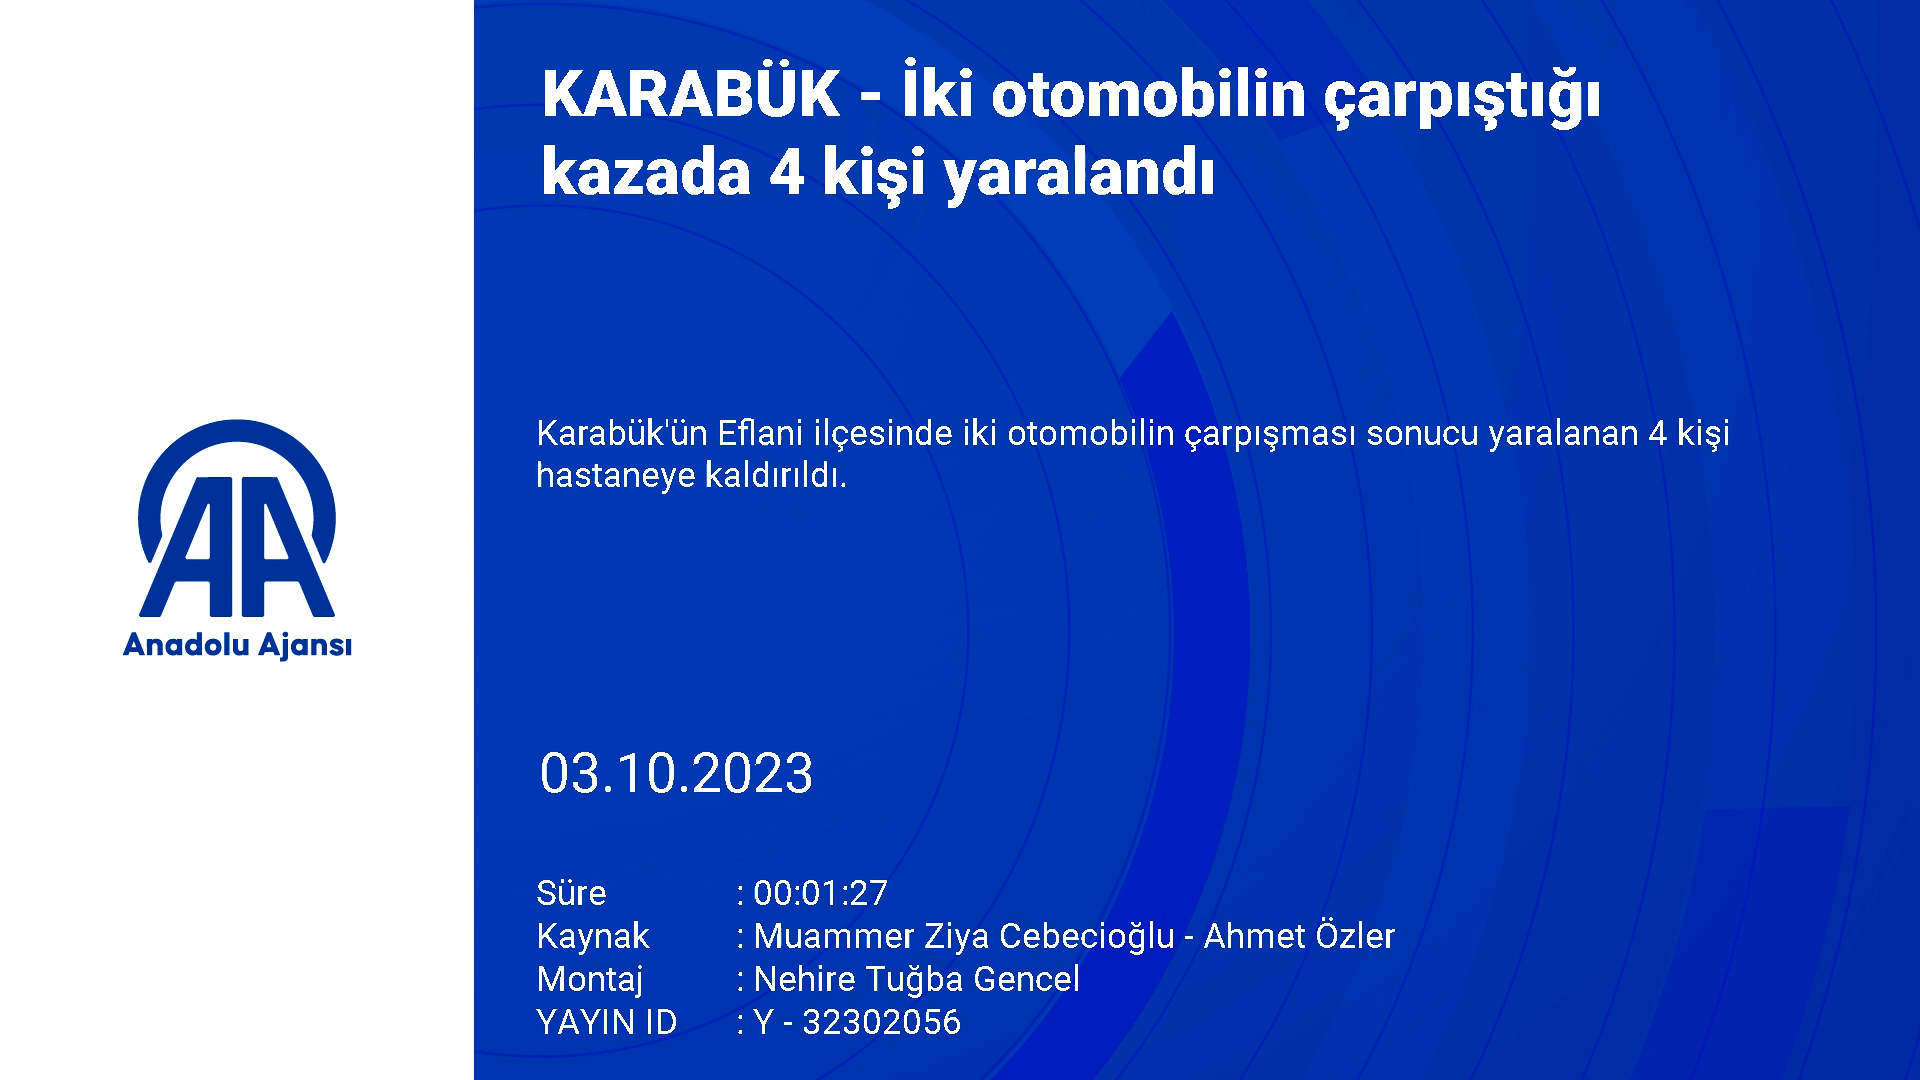 KARABÜK - İki otomobilin çarpıştığı
kazada 4 kişi yaralandı
Karabük'ün Eflani ilçesinde iki otomobilin çarpışması sonucu yaralanan 4 kişi
hastaneye kaldırıldı.
AA
Anadolu Ajansı
03.10.2023
Süre : 00:01:27
Kaynak : Muammer Ziya Cebecioğlu - Ahmet Özler
Montaj : Nehire Tuğba Gencel
YAYIN ID : Y - 32302056